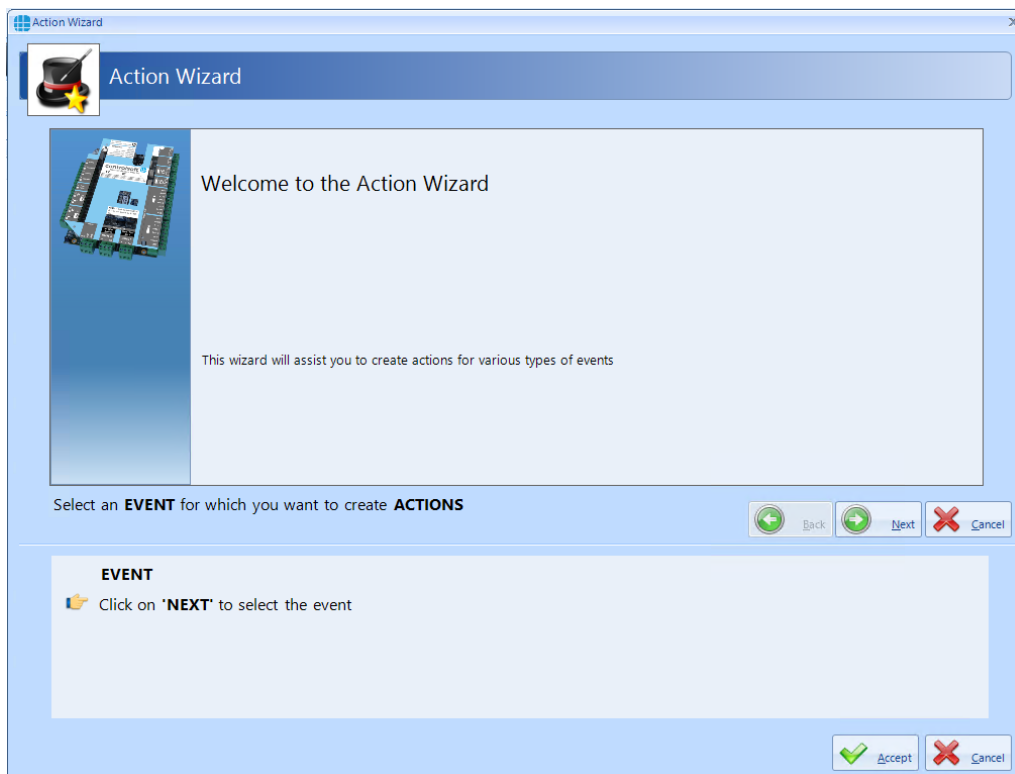 Action Wizard
Action Wizard
Welcome to the Action Wizard
This wizard will assist you to create actions for various types of events
Select an EVENT for which you want to create ACTIONS
Back Next Cancel
EVENT
Click on 'NEXT' to select the event
Accept Cancel